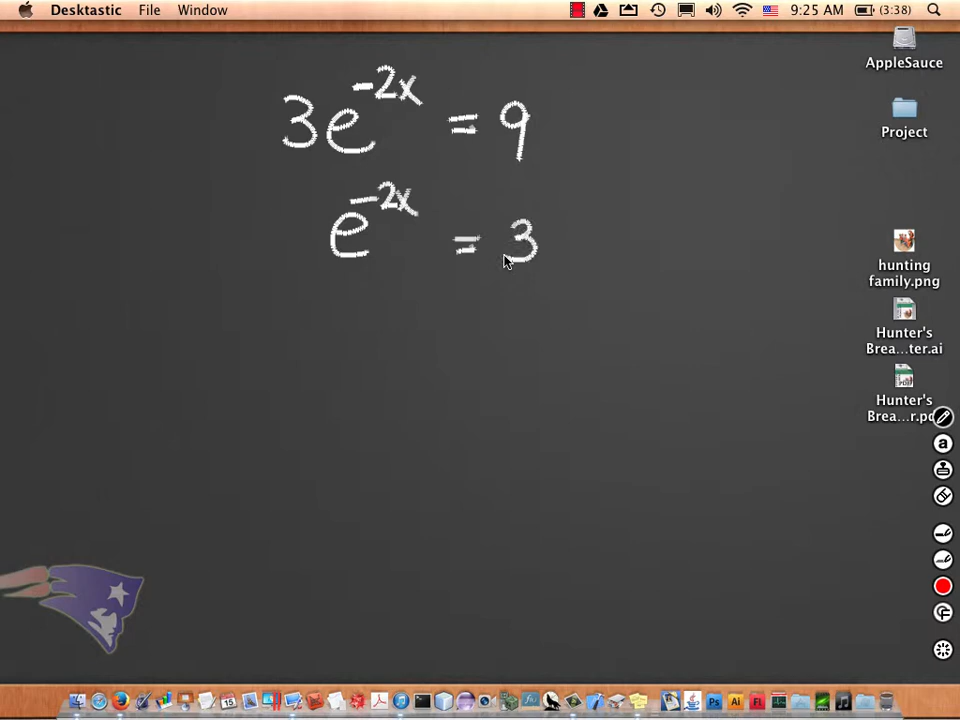 Desktastic File Window 9:25 AM (3:38)
AppleSauce
Project
3e^-2x = 9
e^-2x = 3
hunting
family.png
Hunter's
Brea...ter.ai
Hunter's
Brea...r.pd
a